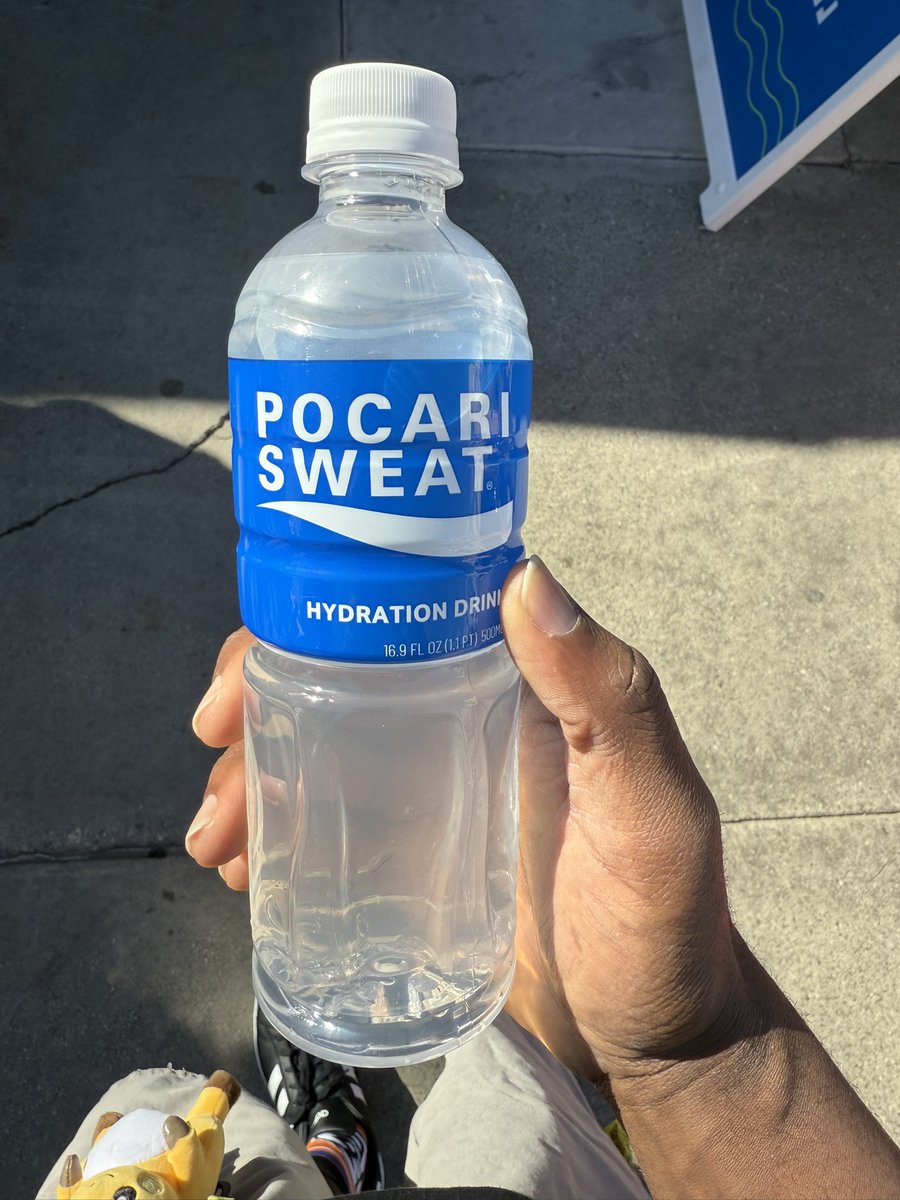 POCARI
SWEAT®
HYDRATION DRIN
16.9 FL OZ (1.1 PT) 500M